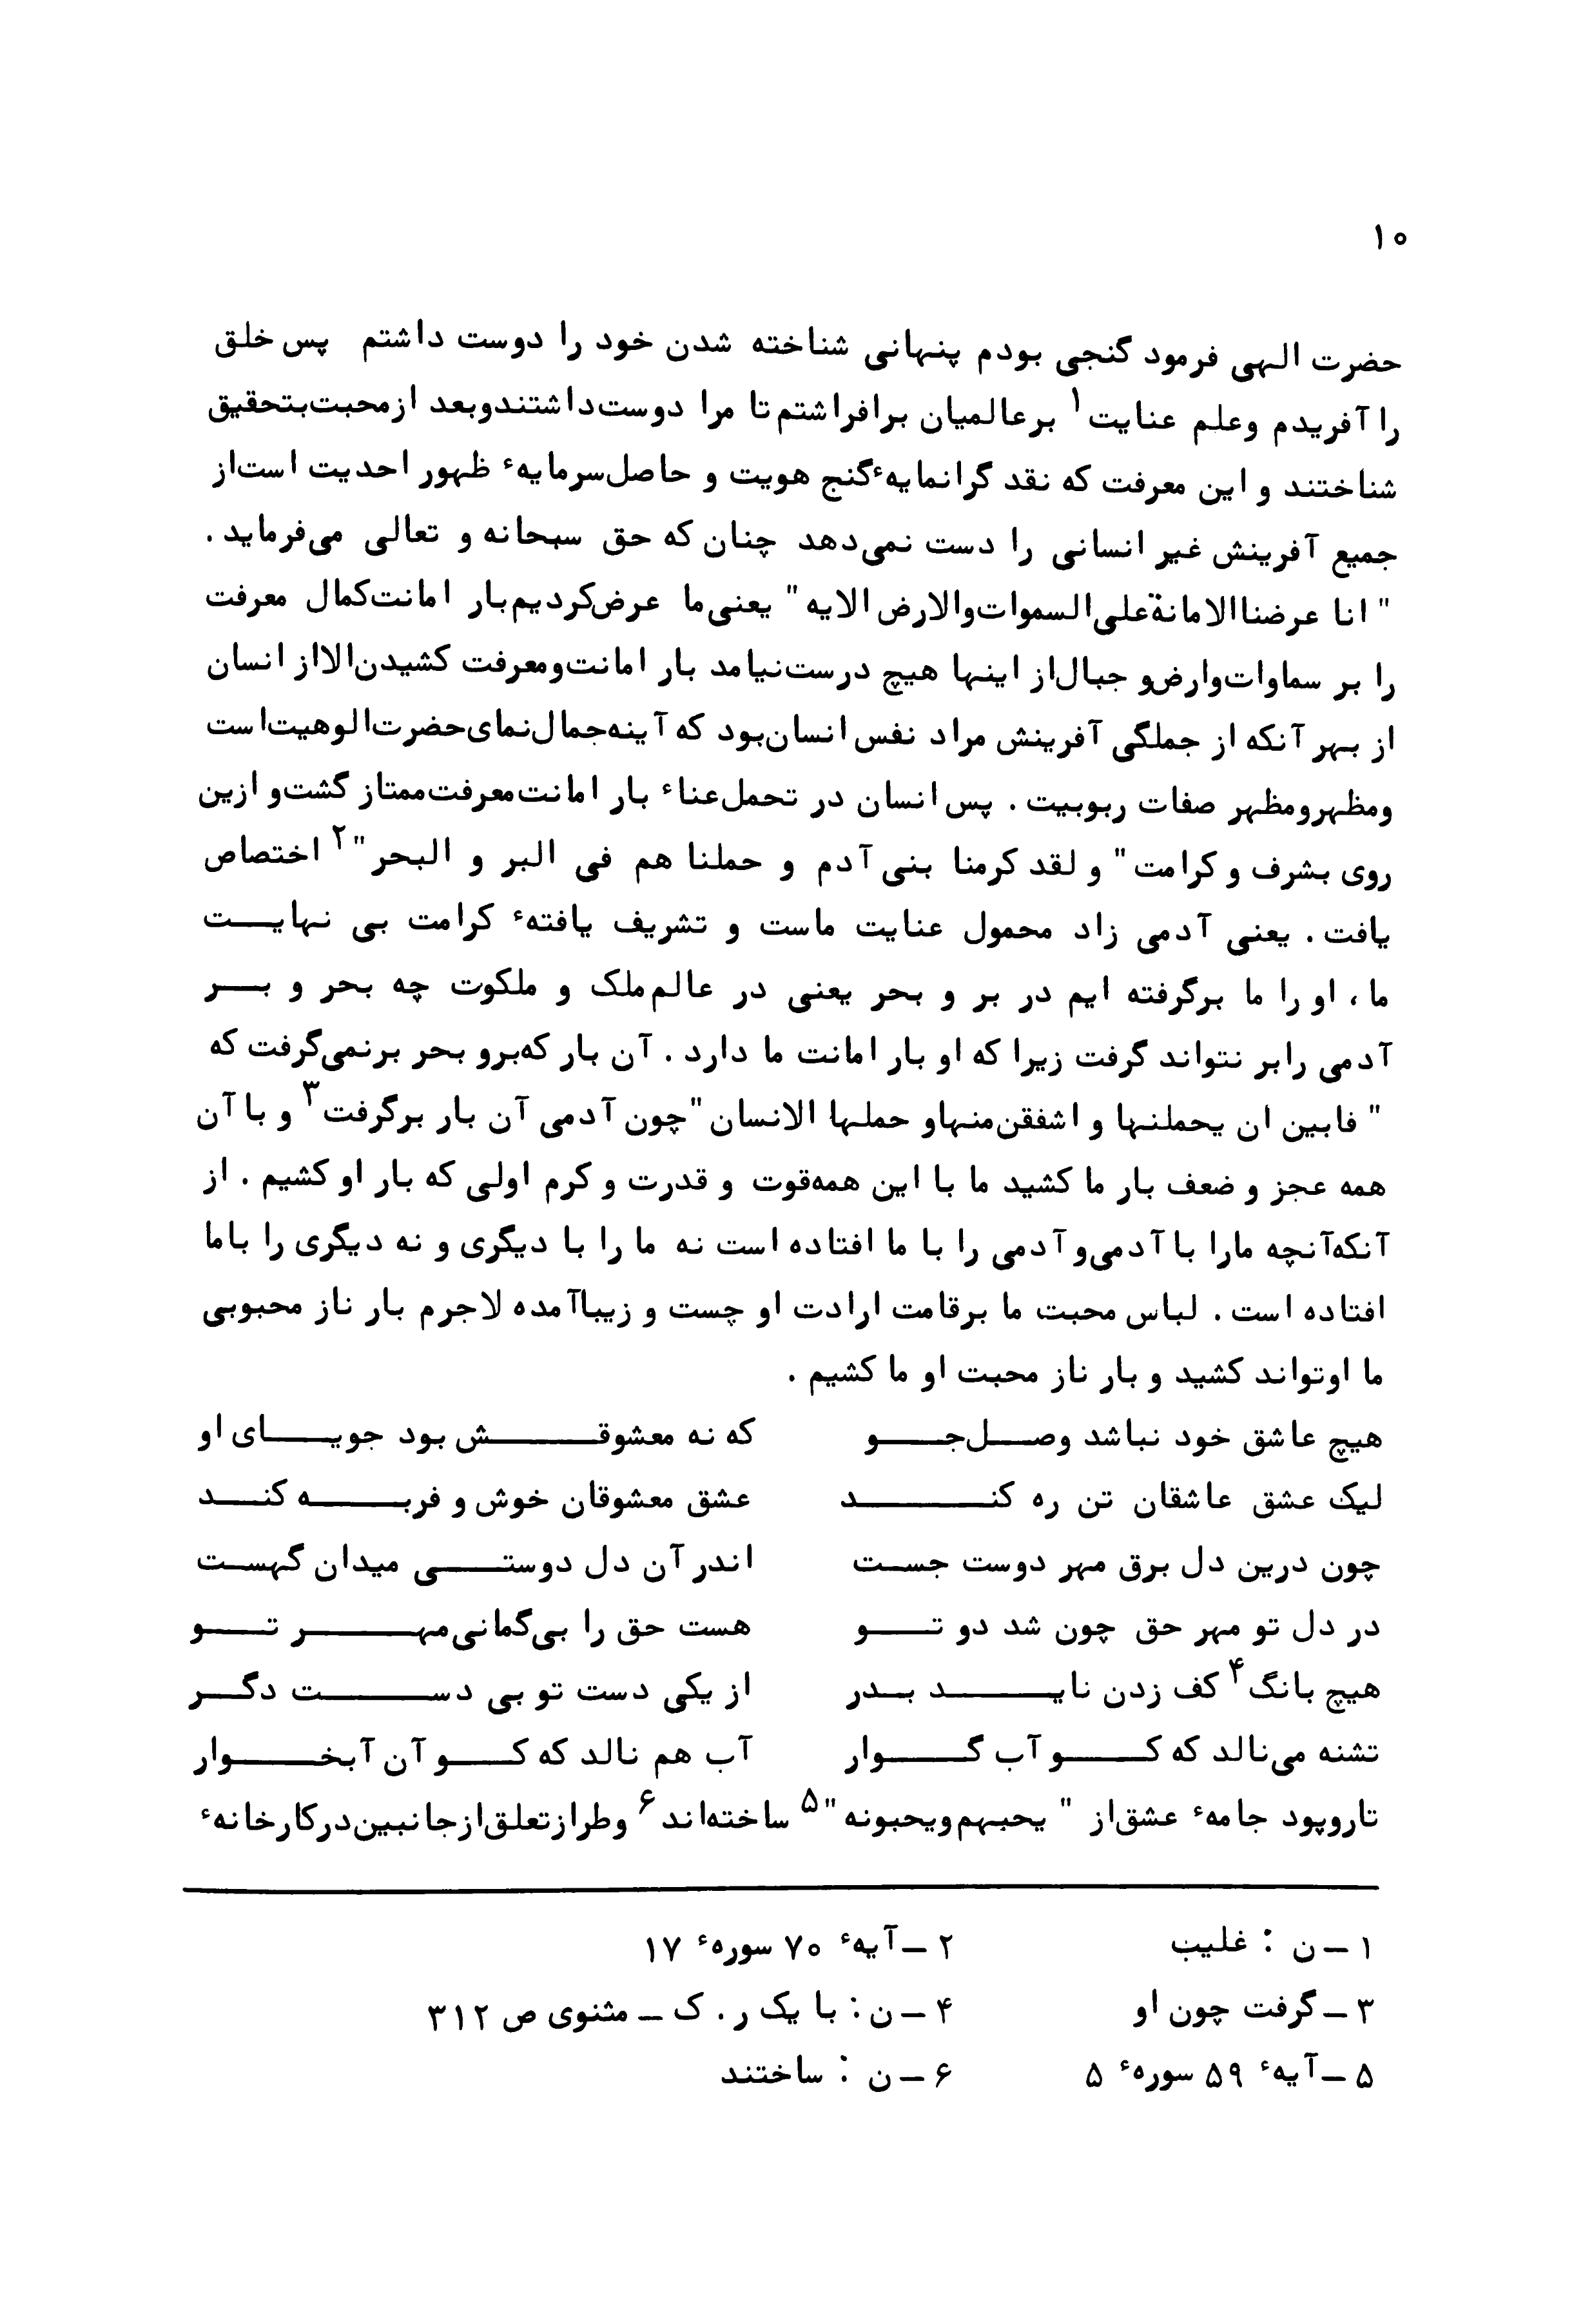 ۱۰
حضرت الهی فرمود گنجی بودم پنهانی شناخته شدن خود را دوست داشتم پس خلق
را آفریدم وعلم عنایت۱ برعالمیان برافراشتم تا مرا دوست‌داشتندوبعد ازمحبت‌بتحقیق
شناختند و این معرفت که نقد گرانمایهٔ گنج هویت و حاصل‌سرمایهٔ ظهور احدیت است‌از
جمیع آفرینش غیر انسانی را دست نمی‌دهد چنان که حق سبحانه و تعالی می‌فرماید.
"انا عرضناالامانةعلی‌السموات‌والارض الایه" یعنی‌ما عرض‌کردیم‌بار امانت‌کمال معرفت
را بر سماوات‌وارض‌و جبال‌از اینها هیچ درست‌نیامد بار امانت‌ومعرفت کشیدن‌الااز انسان
از بهر آنکه از جملگی آفرینش مراد نفس انسان‌بود که آینه‌جمال‌نمای‌حضرت‌الوهیت‌است
ومظهرومظهر صفات ربوبیت. پس انسان در تحمل‌عناء بار امانت‌معرفت‌ممتاز گشت‌و ازین
روی بشرف و کرامت "و لقد کرمنا بنی آدم و حملنا هم فی البر و البحر"۲ اختصاص
یافت. یعنی آدمی زاد محمول عنایت ماست و تشریف یافتهٔ کرامت بی نهایت
ما، او را ما برگرفته ایم در بر و بحر یعنی در عالم‌ملک و ملکوت چه بحر و بر
آدمی رابر نتواند گرفت زیرا که او بار امانت ما دارد. آن بار که‌برو بحر برنمی‌گرفت که
"فابین ان یحملنها و اشفقن‌منهاو حملها الانسان "چون آدمی آن بار برگرفت۳ و با آن
همه عجز و ضعف بار ما کشید ما با این همه‌قوت و قدرت و کرم اولی که بار او کشیم. از
آنکه‌آنچه مارا با آدمی‌و آدمی را با ما افتاده است نه ما را با دیگری و نه دیگری را باما
افتاده است. لباس محبت ما برقامت ارادت او چست و زیباآمده لاجرم بار ناز محبوبی
ما اوتواند کشید و بار ناز محبت او ما کشیم.
هیچ عاشق خود نباشد وصل‌جو که نه معشوقش بود جویای او
لیک عشق عاشقان تن ره کند عشق معشوقان خوش و فربه کند
چون درین دل برق مهر دوست جست اندر آن دل دوستی میدان گهست
در دل تو مهر حق چون شد دو تو هست حق را بی‌گمانی‌مهر تو
هیچ بانگ۴ کف زدن ناید بدر از یکی دست تو بی دست دگر
تشنه می‌نالد که کو آب گوار آب هم نالد که کو آن آبخوار
تاروپود جامهٔ عشق‌از "یحبهم‌ویحبونه"۵ ساخته‌اند۶ وطرازتعلق‌ازجانبین‌درکارخانهٔ
۱ – ن : غلیب ۲ – آیهٔ ۷۰ سورهٔ ۱۷
۳ – گرفت چون او ۴ – ن : با یک ر. ک – مثنوی ص ۳۱۲
۵ – آیهٔ ۵۹ سورهٔ ۵ ۶ – ن : ساختند